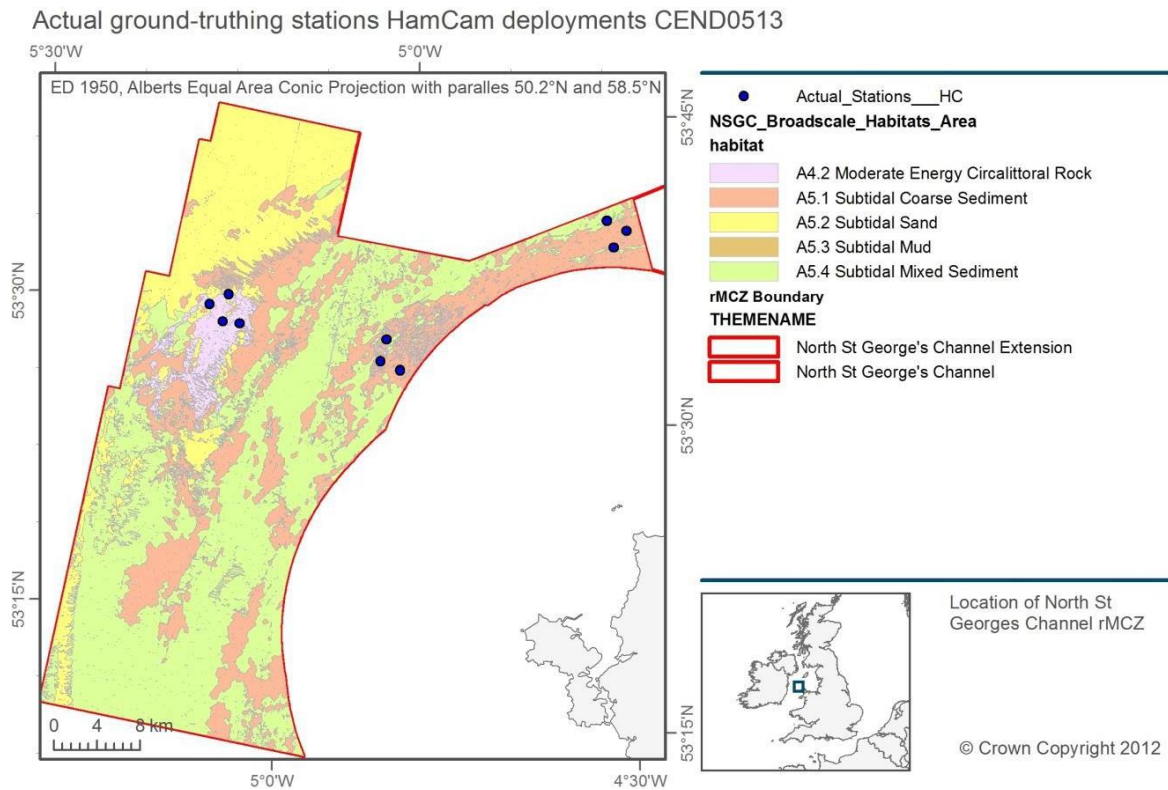 Actual ground-truthing stations HamCam deployments CEND0513
5°30'W
5°0'W
ED 1950, Alberts Equal Area Conic Projection with paralles 50.2°N and 58.5°N
53°45'N
53°30'N
53°30'N
53°15'N
53°15'N
0 4 8 km
5°0'W
4°30'W
Actual_Stations___HC
NSGC_Broadscale_Habitats_Area
habitat
A4.2 Moderate Energy Circalittoral Rock
A5.1 Subtidal Coarse Sediment
A5.2 Subtidal Sand
A5.3 Subtidal Mud
A5.4 Subtidal Mixed Sediment
rMCZ Boundary
THEMENAME
North St George's Channel Extension
North St George's Channel
Location of North St
Georges Channel rMCZ
© Crown Copyright 2012